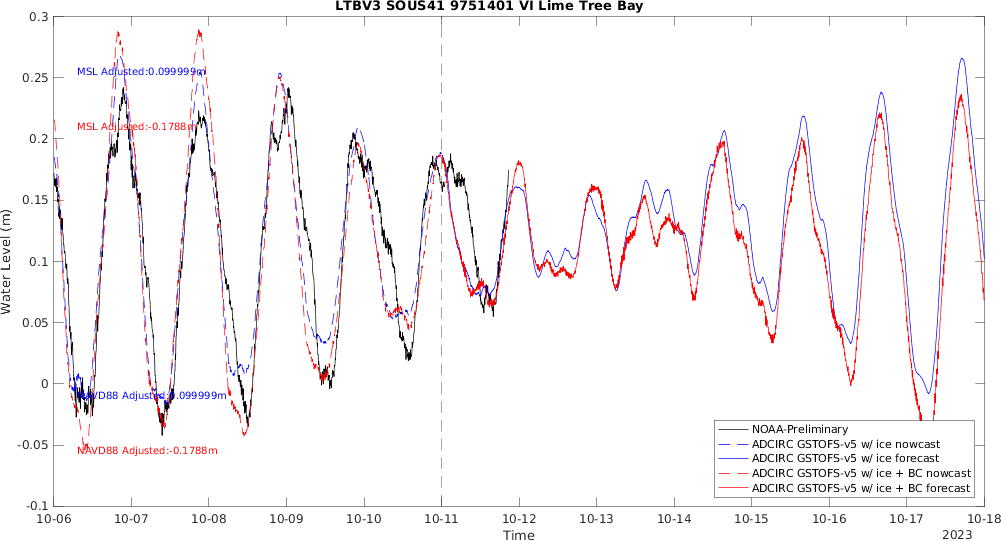 LTBV3 SOUS41 9751401 VI Lime Tree Bay
0.3
0.25
0.2
0.15
0.1
0.05
0
-0.05
-0.1
Water Level (m)
MSL Adjusted:0.099999m
MSL Adjusted:-0.1788m
NAVD88 Adjusted:0.099999m
NAVD88 Adjusted:-0.1788m
NOAA-Preliminary
ADCIRC GSTOFS-v5 w/ ice nowcast
ADCIRC GSTOFS-v5 w/ ice forecast
ADCIRC GSTOFS-v5 w/ ice + BC nowcast
ADCIRC GSTOFS-v5 w/ ice + BC forecast
10-06 10-07 10-08 10-09 10-10 10-11 10-12 10-13 10-14 10-15 10-16 10-17 10-18
Time
2023